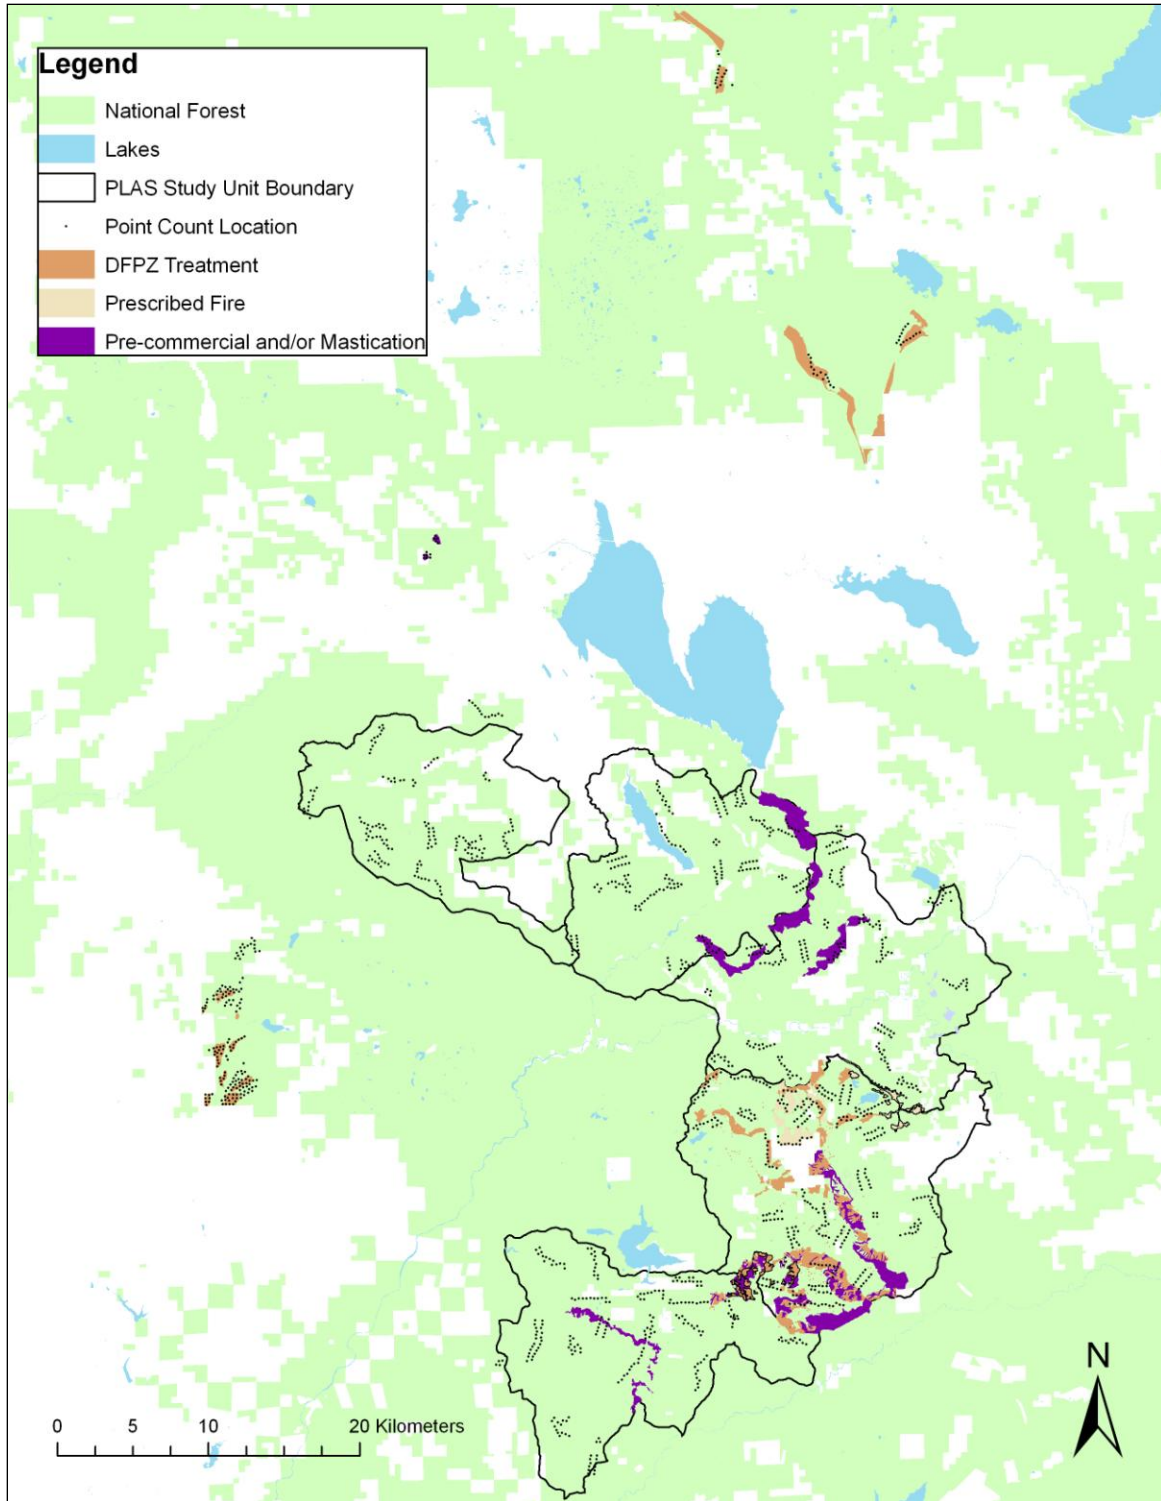 Legend
National Forest
Lakes
PLAS Study Unit Boundary
Point Count Location
DFPZ Treatment
Prescribed Fire
Pre-commercial and/or Mastication
N
0 10 20 Kilometers